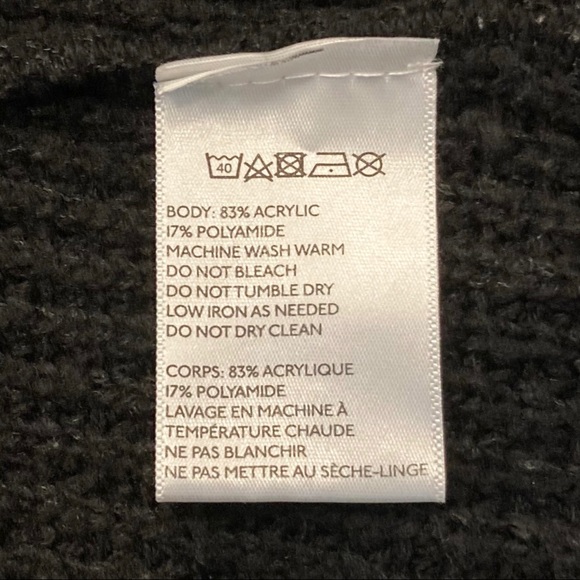 40
BODY: 83% ACRYLIC
17% POLYAMIDE
MACHINE WASH WARM
DO NOT BLEACH
DO NOT TUMBLE DRY
LOW IRON AS NEEDED
DO NOT DRY CLEAN
CORPS: 83% ACRYLIQUE
17% POLYAMIDE
LAVAGE EN MACHINE À
TEMPÉRATURE CHAUDE
NE PAS BLANCHIR
NE PAS METTRE AU SÈCHE-LINGE